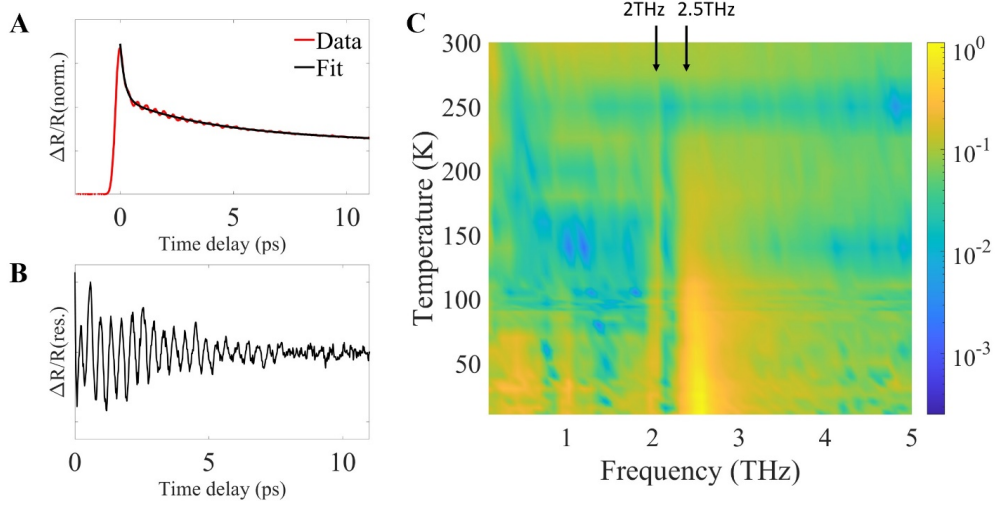 A
ΔR/R(norm.)
Data
Fit
0 5 10
Time delay (ps)
B
ΔR/R(res.)
0 5 10
Time delay (ps)
C
2THz 2.5THz
Temperature (K)
300
250
200
150
100
50
1 2 3 4 5
Frequency (THz)
10⁰
10⁻¹
10⁻²
10⁻³